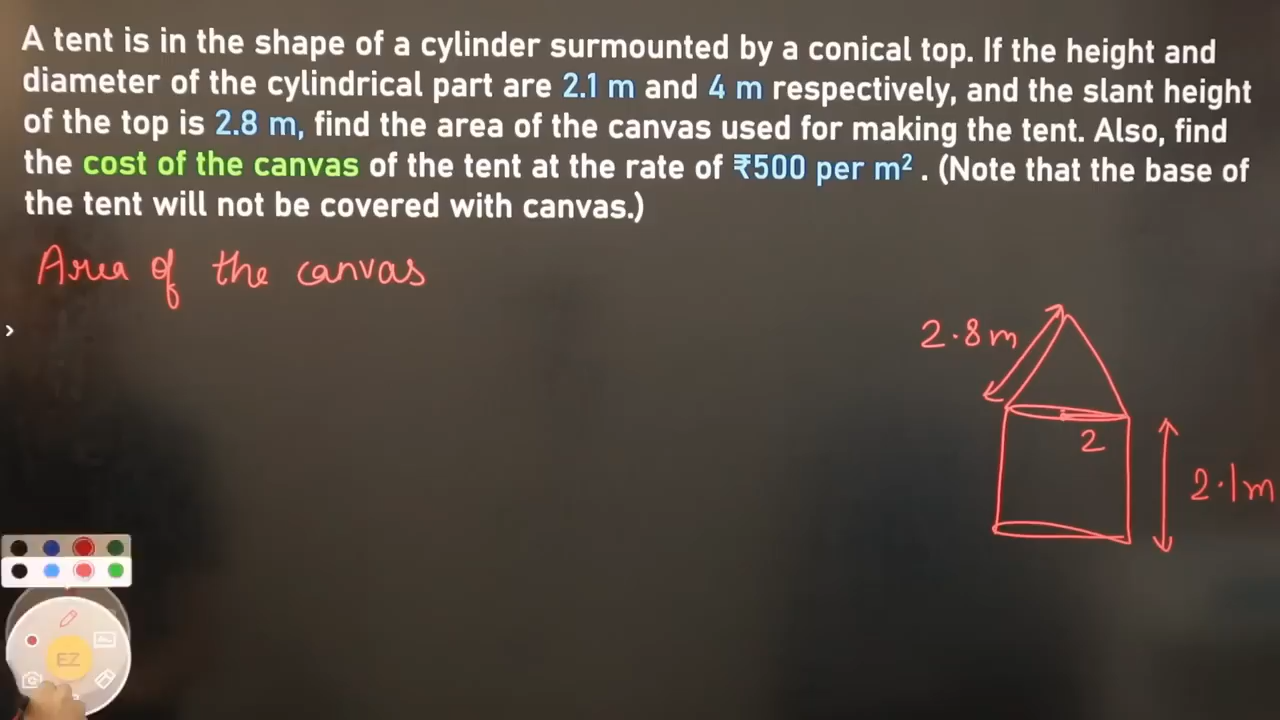 A tent is in the shape of a cylinder surmounted by a conical top. If the height and
diameter of the cylindrical part are 2.1 m and 4 m respectively, and the slant height
of the top is 2.8 m, find the area of the canvas used for making the tent. Also, find
the cost of the canvas of the tent at the rate of ₹500 per m² . (Note that the base of
the tent will not be covered with canvas.)
Area of the canvas
2.8m
2
2.1m
EZ